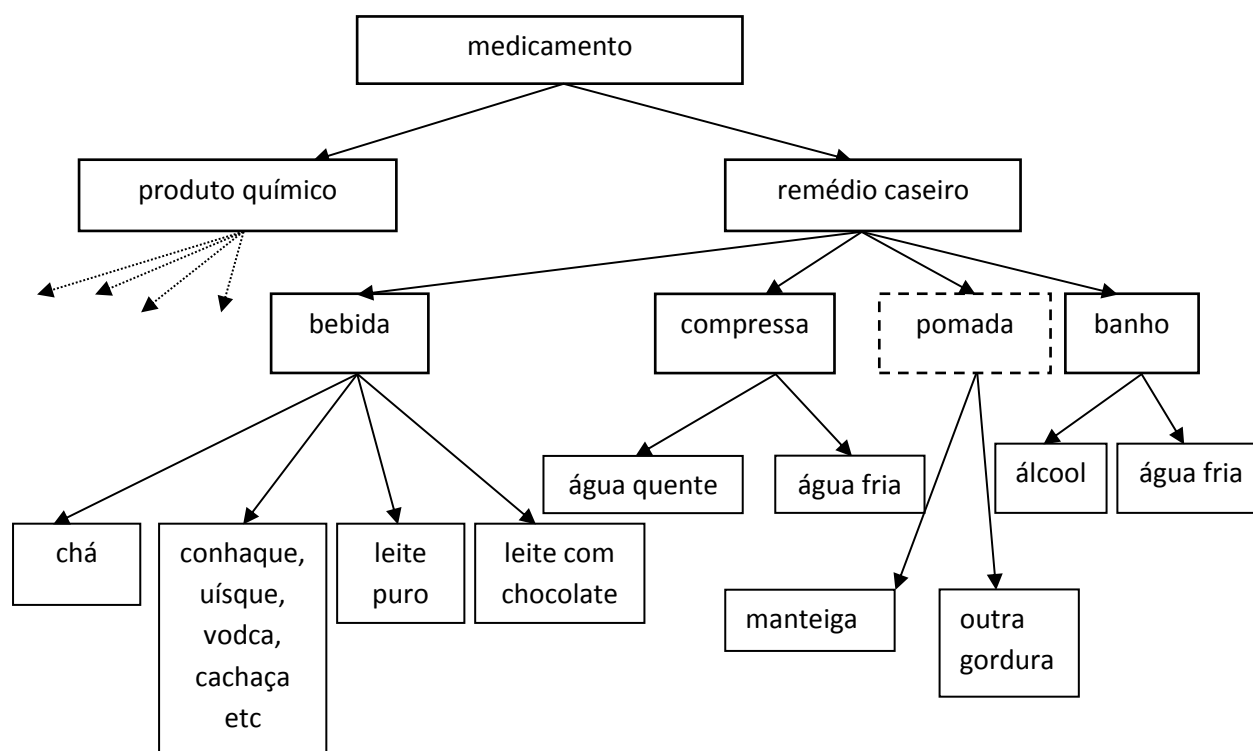 medicamento
produto químico
remédio caseiro
bebida
compressa
pomada
banho
água quente
água fria
álcool
água fria
chá
conhaque,
uísque,
vodca,
cachaça
etc
leite
puro
leite com
chocolate
manteiga
outra
gordura